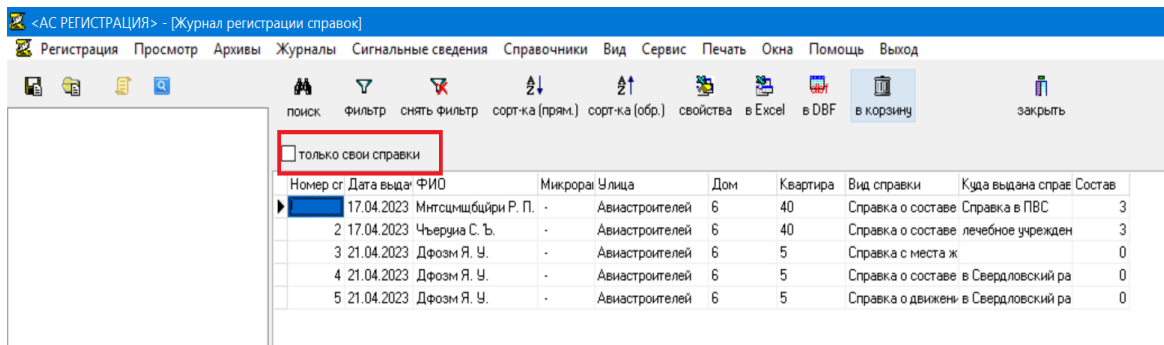 <АС РЕГИСТРАЦИЯ> - [Журнал регистрации справок]
Регистрация Просмотр Архивы Журналы Сигнальные сведения Справочники Вид Сервис Печать Окна Помощь Выход
поиск фильтр снять фильтр сорт-ка (прям.) сорт-ка (обр.) свойства в Excel в DBF в корзину закрыть
только свои справки
Номер сп Дата выдач ФИО Микрорай Улица Дом Квартира Вид справки Куда выдана справ Состав
17.04.2023 Мнтсцмщбцйри Р. П. - Авиастроителей 6 40 Справка о составе Справка в ПВС 3
2 17.04.2023 Чъеруиа С. Ъ. - Авиастроителей 6 40 Справка о составе лечебное учрежден 3
3 21.04.2023 Дфозм Я. У. - Авиастроителей 6 5 Справка с места ж 0
4 21.04.2023 Дфозм Я. У. - Авиастроителей 6 5 Справка о составе в Свердловский ра 0
5 21.04.2023 Дфозм Я. У. - Авиастроителей 6 5 Справка о движени в Свердловский ра 0